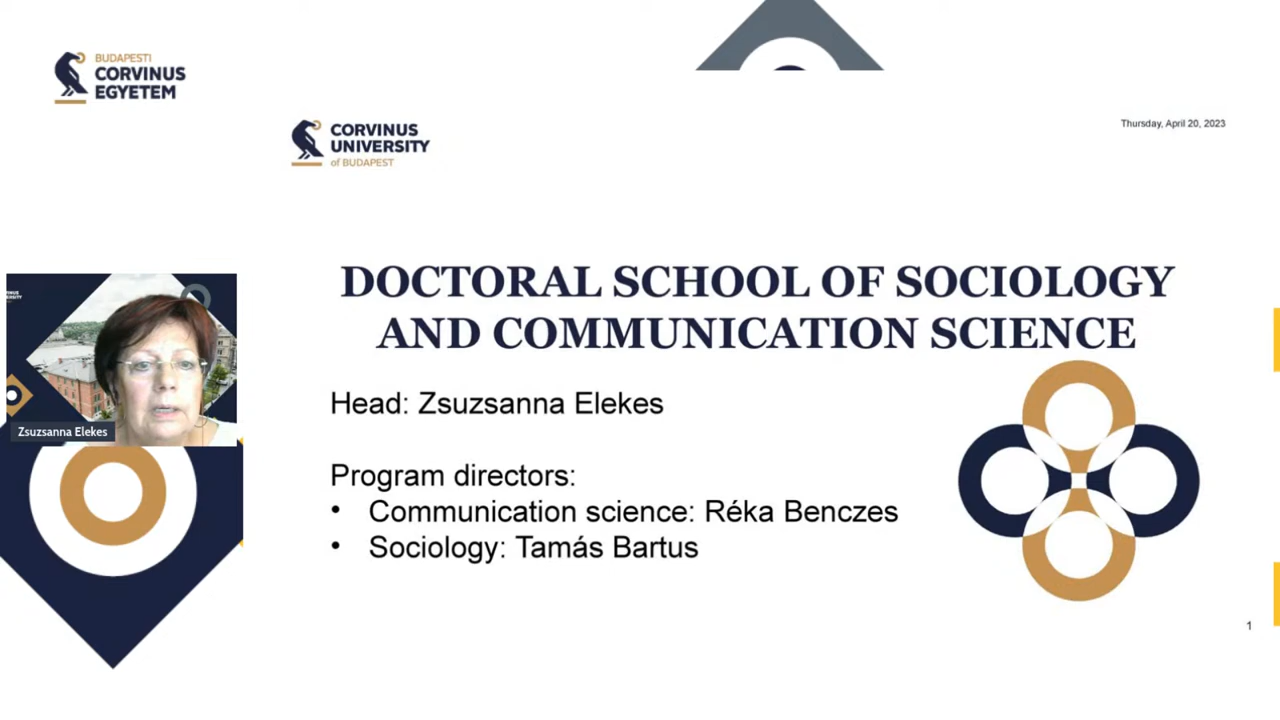 BUDAPESTI
CORVINUS
EGYETEM
CORVINUS
UNIVERSITY
of BUDAPEST
Thursday, April 20, 2023
DOCTORAL SCHOOL OF SOCIOLOGY
AND COMMUNICATION SCIENCE
Head: Zsuzsanna Elekes
Zsuzsanna Elekes
Program directors:
• Communication science: Réka Benczes
• Sociology: Tamás Bartus
1